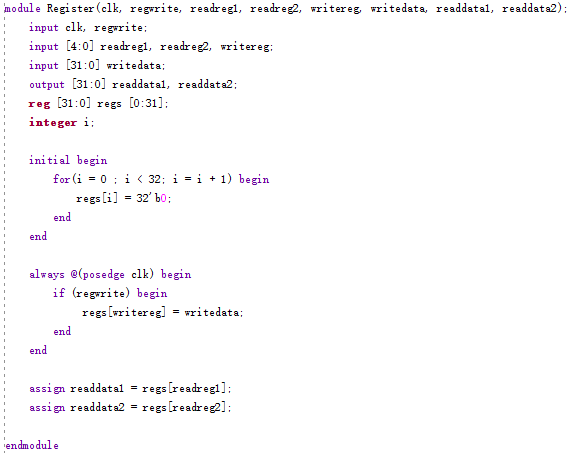 module Register(clk, regwrite, readreg1, readreg2, writereg, writedata, readdata1, readdata2);
input clk, regwrite;
input [4:0] readreg1, readreg2, writereg;
input [31:0] writedata;
output [31:0] readdata1, readdata2;
reg [31:0] regs [0:31];
integer i;
initial begin
for(i = 0 ; i < 32; i = i + 1) begin
regs[i] = 32'b0;
end
end
always @(posedge clk) begin
if (regwrite) begin
regs[writereg] = writedata;
end
end
assign readdata1 = regs[readreg1];
assign readdata2 = regs[readreg2];
endmodule